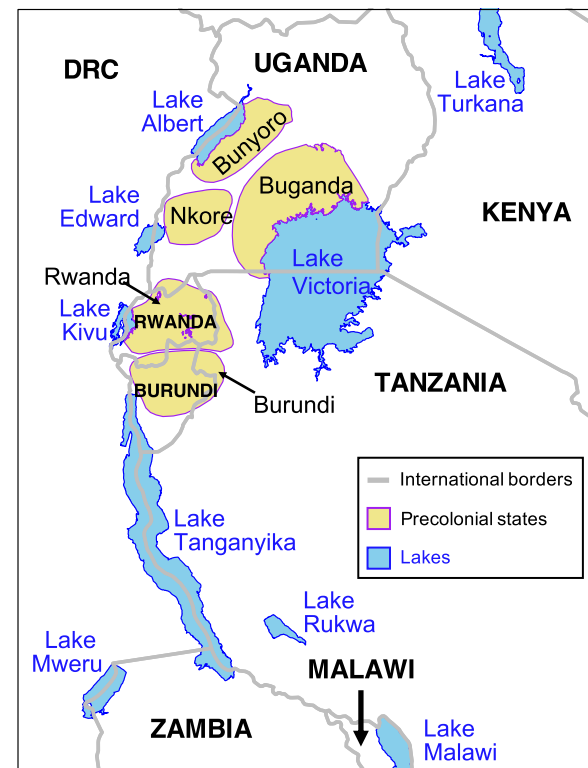 DRC
UGANDA
Lake
Turkana
Lake
Albert
Bunyoro
Buganda
Lake
Edward
Nkore
KENYA
Lake
Victoria
Rwanda
Lake
Kivu
RWANDA
TANZANIA
BURUNDI
Burundi
International borders
Precolonial states
Lakes
Lake
Tanganyika
Lake
Rukwa
Lake
Mweru
MALAWI
ZAMBIA
Lake
Malawi